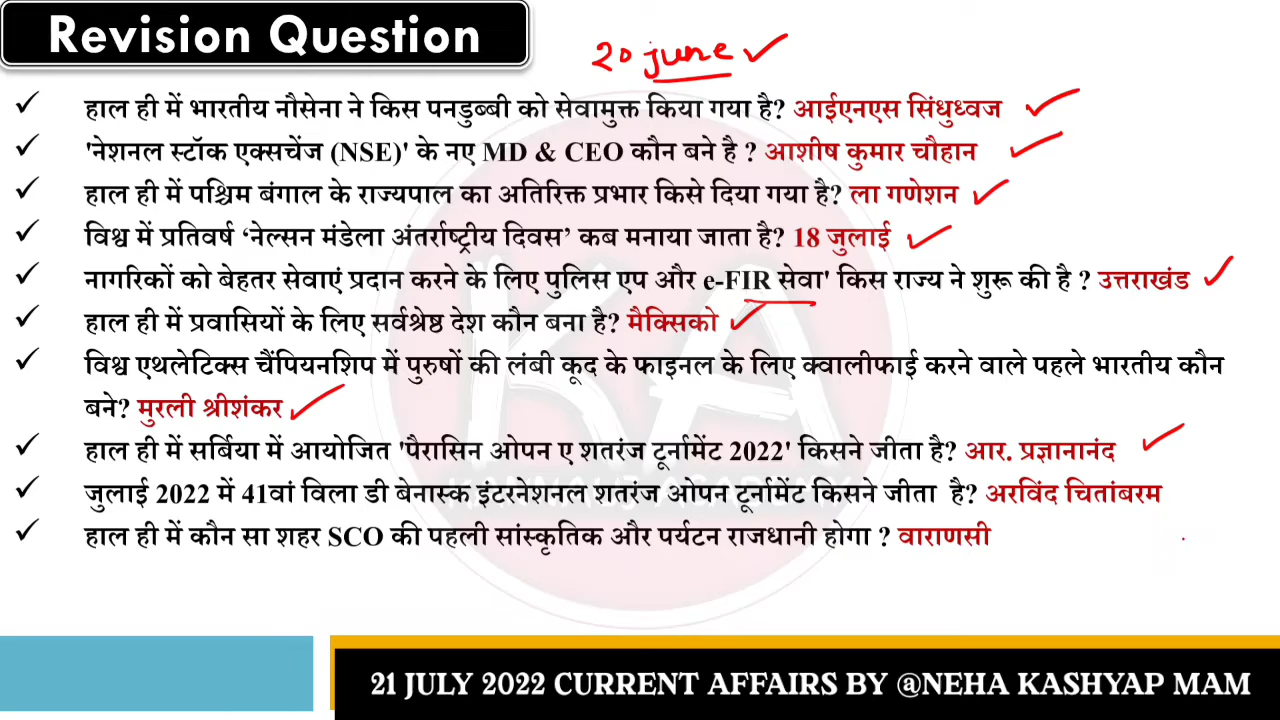 Revision Question
20 june
✓ हाल ही में भारतीय नौसेना ने किस पनडुब्बी को सेवामुक्त किया गया है? आईएनएस सिंधुध्वज
✓ 'नेशनल स्टॉक एक्सचेंज (NSE)' के नए MD & CEO कौन बने है ? आशीष कुमार चौहान
✓ हाल ही में पश्चिम बंगाल के राज्यपाल का अतिरिक्त प्रभार किसे दिया गया है? ला गणेशन
✓ विश्व में प्रतिवर्ष ‘नेल्सन मंडेला अंतर्राष्ट्रीय दिवस’ कब मनाया जाता है? 18 जुलाई
✓ नागरिकों को बेहतर सेवाएं प्रदान करने के लिए पुलिस एप और e-FIR सेवा' किस राज्य ने शुरू की है ? उत्तराखंड
✓ हाल ही में प्रवासियों के लिए सर्वश्रेष्ठ देश कौन बना है? मैक्सिको
✓ विश्व एथलेटिक्स चैंपियनशिप में पुरुषों की लंबी कूद के फाइनल के लिए क्वालीफाई करने वाले पहले भारतीय कौन
बने? मुरली श्रीशंकर
✓ हाल ही में सर्बिया में आयोजित 'पैरासिन ओपन ए शतरंज टूर्नामेंट 2022' किसने जीता है? आर. प्रज्ञानानंद
✓ जुलाई 2022 में 41वां विला डी बेनास्क इंटरनेशनल शतरंज ओपन टूर्नामेंट किसने जीता है? अरविंद चितांबरम
✓ हाल ही में कौन सा शहर SCO की पहली सांस्कृतिक और पर्यटन राजधानी होगा ? वाराणसी
21 JULY 2022 CURRENT AFFAIRS BY @NEHA KASHYAP MAM